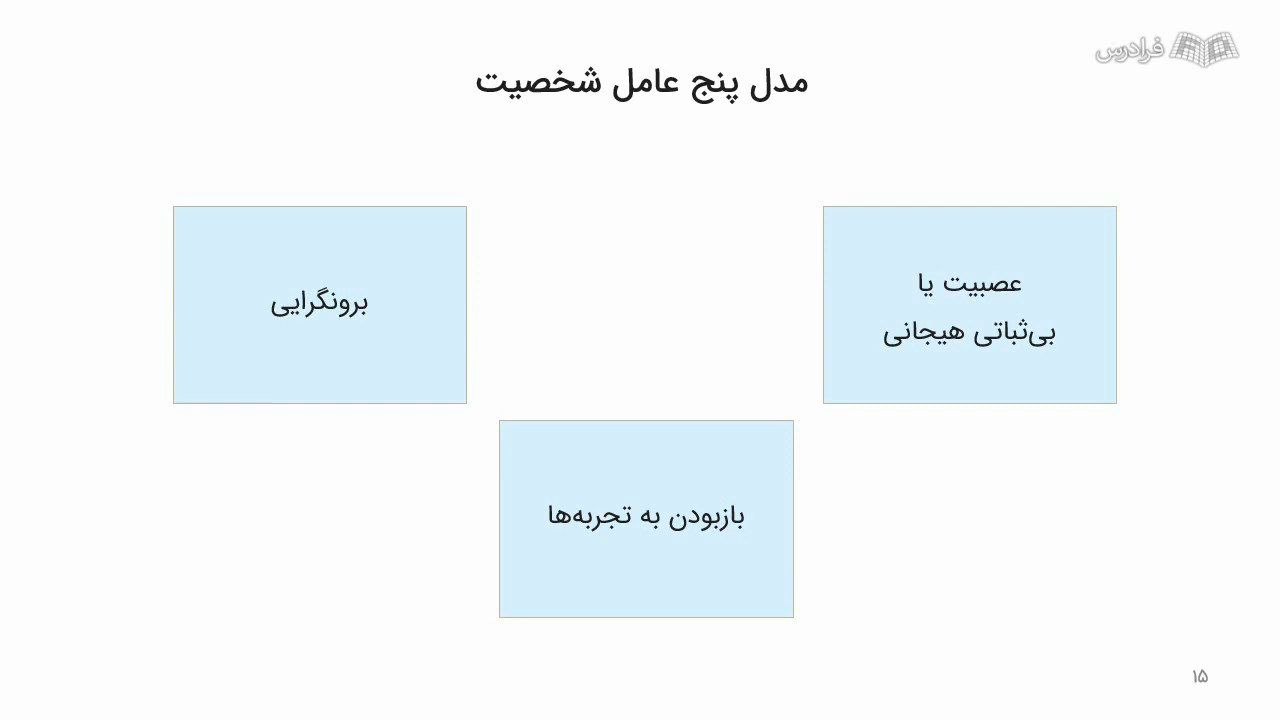 فرادرس
مدل پنج عامل شخصیت
عصبیت یا
بی‌ثباتی هیجانی
برونگرایی
بازبودن به تجربه‌ها
۱۵